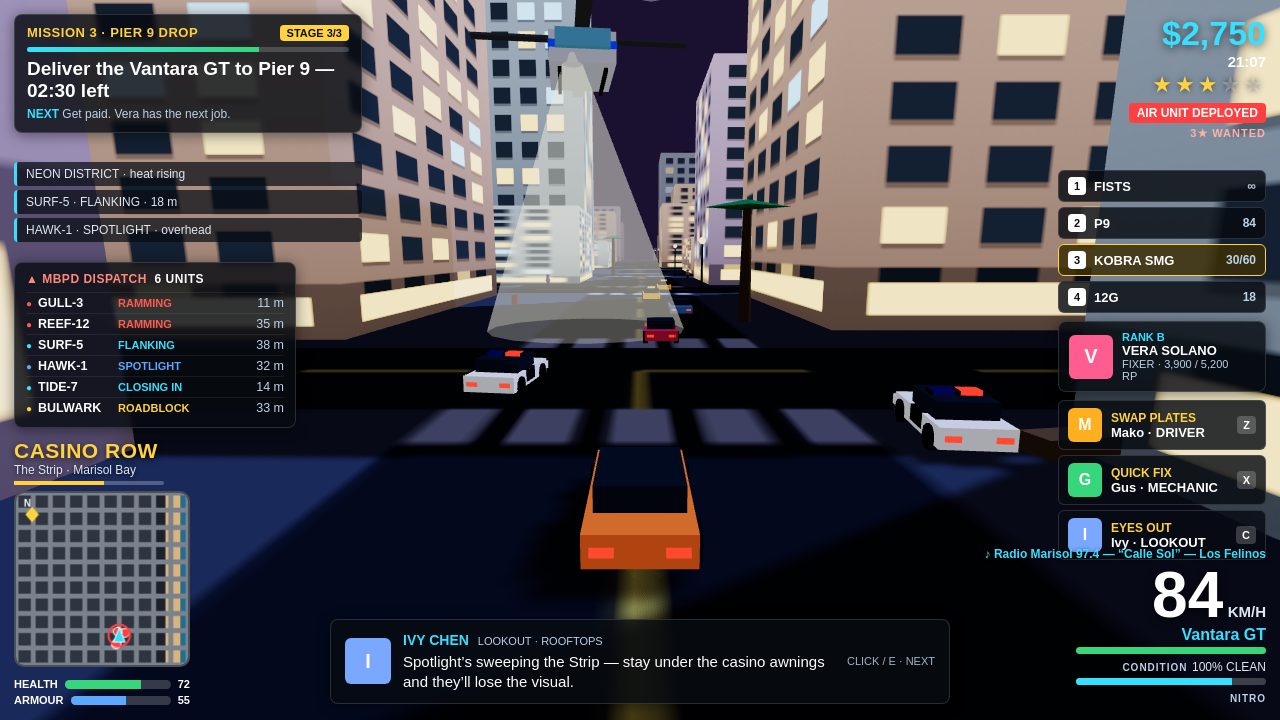 MISSION 3 · PIER 9 DROP
STAGE 3/3
Deliver the Vantara GT to Pier 9 —
02:30 left
NEXT Get paid. Vera has the next job.
NEON DISTRICT · heat rising
SURF-5 · FLANKING · 18 m
HAWK-1 · SPOTLIGHT · overhead
▲ MBPD DISPATCH 6 UNITS
GULL-3 RAMMING 11 m
REEF-12 RAMMING 35 m
SURF-5 FLANKING 38 m
HAWK-1 SPOTLIGHT 32 m
TIDE-7 CLOSING IN 14 m
BULWARK ROADBLOCK 33 m
CASINO ROW
The Strip · Marisol Bay
N
HEALTH 72
ARMOUR 55
$2,750
21:07
★★★☆☆
AIR UNIT DEPLOYED
3★ WANTED
1 FISTS ∞
2 P9 84
3 KOBRA SMG 30/60
4 12G 18
V
RANK B
VERA SOLANO
FIXER · 3,900 / 5,200
RP
M
SWAP PLATES
Mako · DRIVER
Z
G
QUICK FIX
Gus · MECHANIC
X
I
EYES OUT
Ivy · LOOKOUT
C
♪ Radio Marisol 97.4 — “Calle Sol” — Los Felinos
84 KM/H
Vantara GT
CONDITION 100% CLEAN
NITRO
I
IVY CHEN LOOKOUT · ROOFTOPS
Spotlight’s sweeping the Strip — stay under the casino awnings
and they’ll lose the visual.
CLICK / E · NEXT